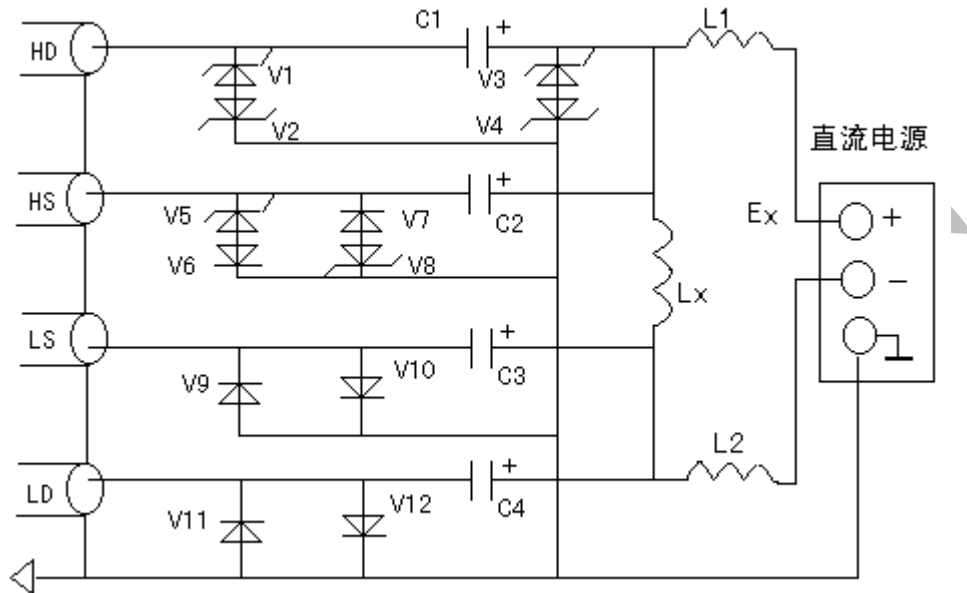 C1
+
L1
HD
V1
V3
V2
V4
直流电源
HS
+
V5
V7
C2
Ex
+
V6
V8
−
Lx
LS
+
V9
V10
C3
L2
LD
+
V11
V12
C4